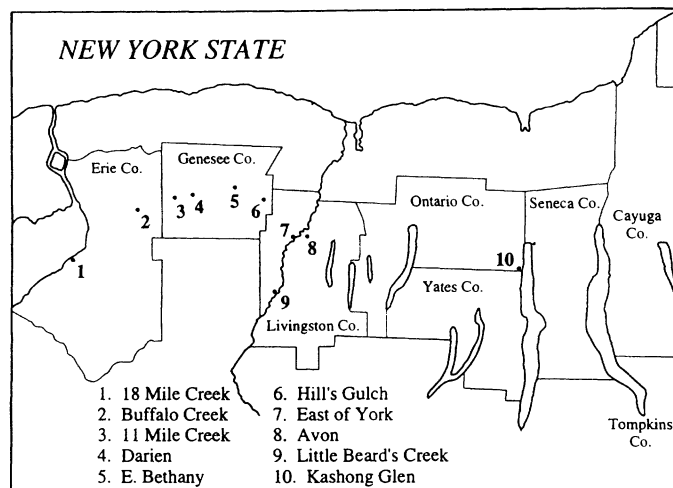 NEW YORK STATE
Erie Co.
Genesee Co.
Ontario Co.
Seneca Co.
Cayuga
Co.
Yates Co.
Livingston Co.
Tompkins
Co.
1
2
3
4
5
6
7
8
9
10
1. 18 Mile Creek
2. Buffalo Creek
3. 11 Mile Creek
4. Darien
5. E. Bethany
6. Hill's Gulch
7. East of York
8. Avon
9. Little Beard's Creek
10. Kashong Glen